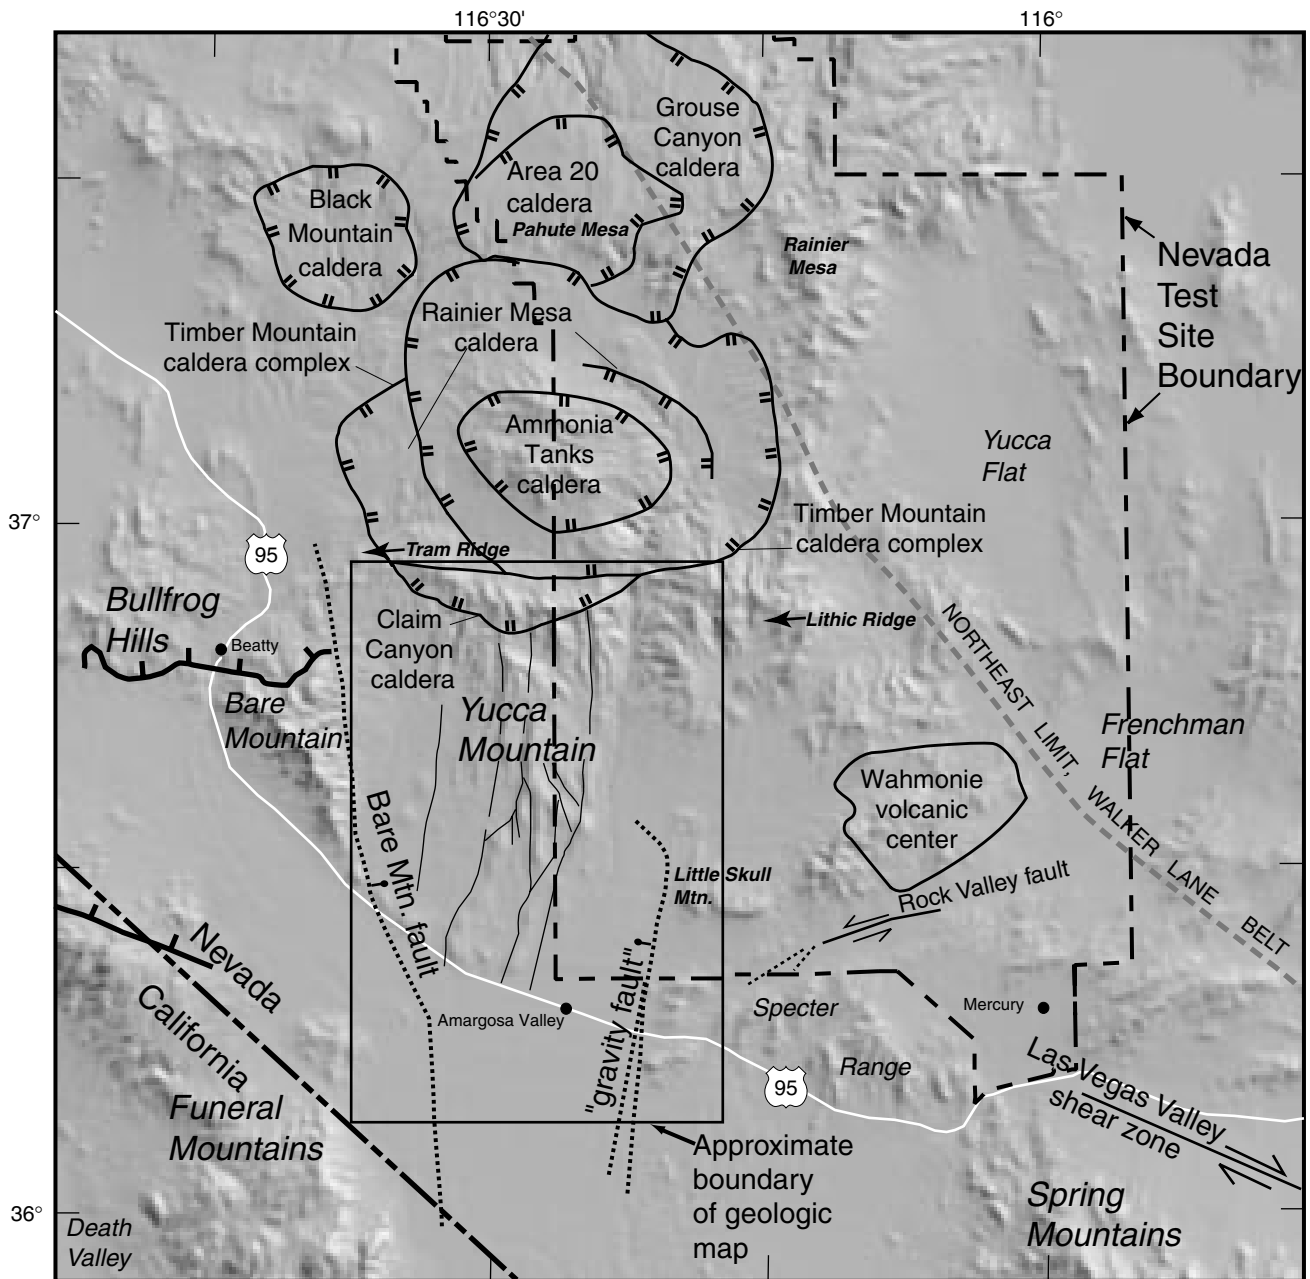 116°30'
116°
Grouse
Canyon
caldera
Area 20
caldera
Pahute Mesa
Black
Mountain
caldera
Rainier
Mesa
Nevada
Test
Site
Boundary
Rainier Mesa
caldera
Timber Mountain
caldera complex
Ammonia
Tanks
caldera
Yucca
Flat
37°
95
Timber Mountain
caldera complex
Tram Ridge
Bullfrog
Hills
Beatty
Claim
Canyon
caldera
Lithic Ridge
NORTHEAST LIMIT, WALKER LANE BELT
Bare
Mountain
Yucca
Mountain
Frenchman
Flat
Wahmonie
volcanic
center
Bare Mtn. fault
Little Skull
Mtn.
Rock Valley fault
Nevada
California
"gravity fault"
Amargosa Valley
Specter
Range
Mercury
95
Las Vegas Valley
shear zone
Funeral
Mountains
Approximate
boundary
of geologic
map
Spring
Mountains
36°
Death
Valley